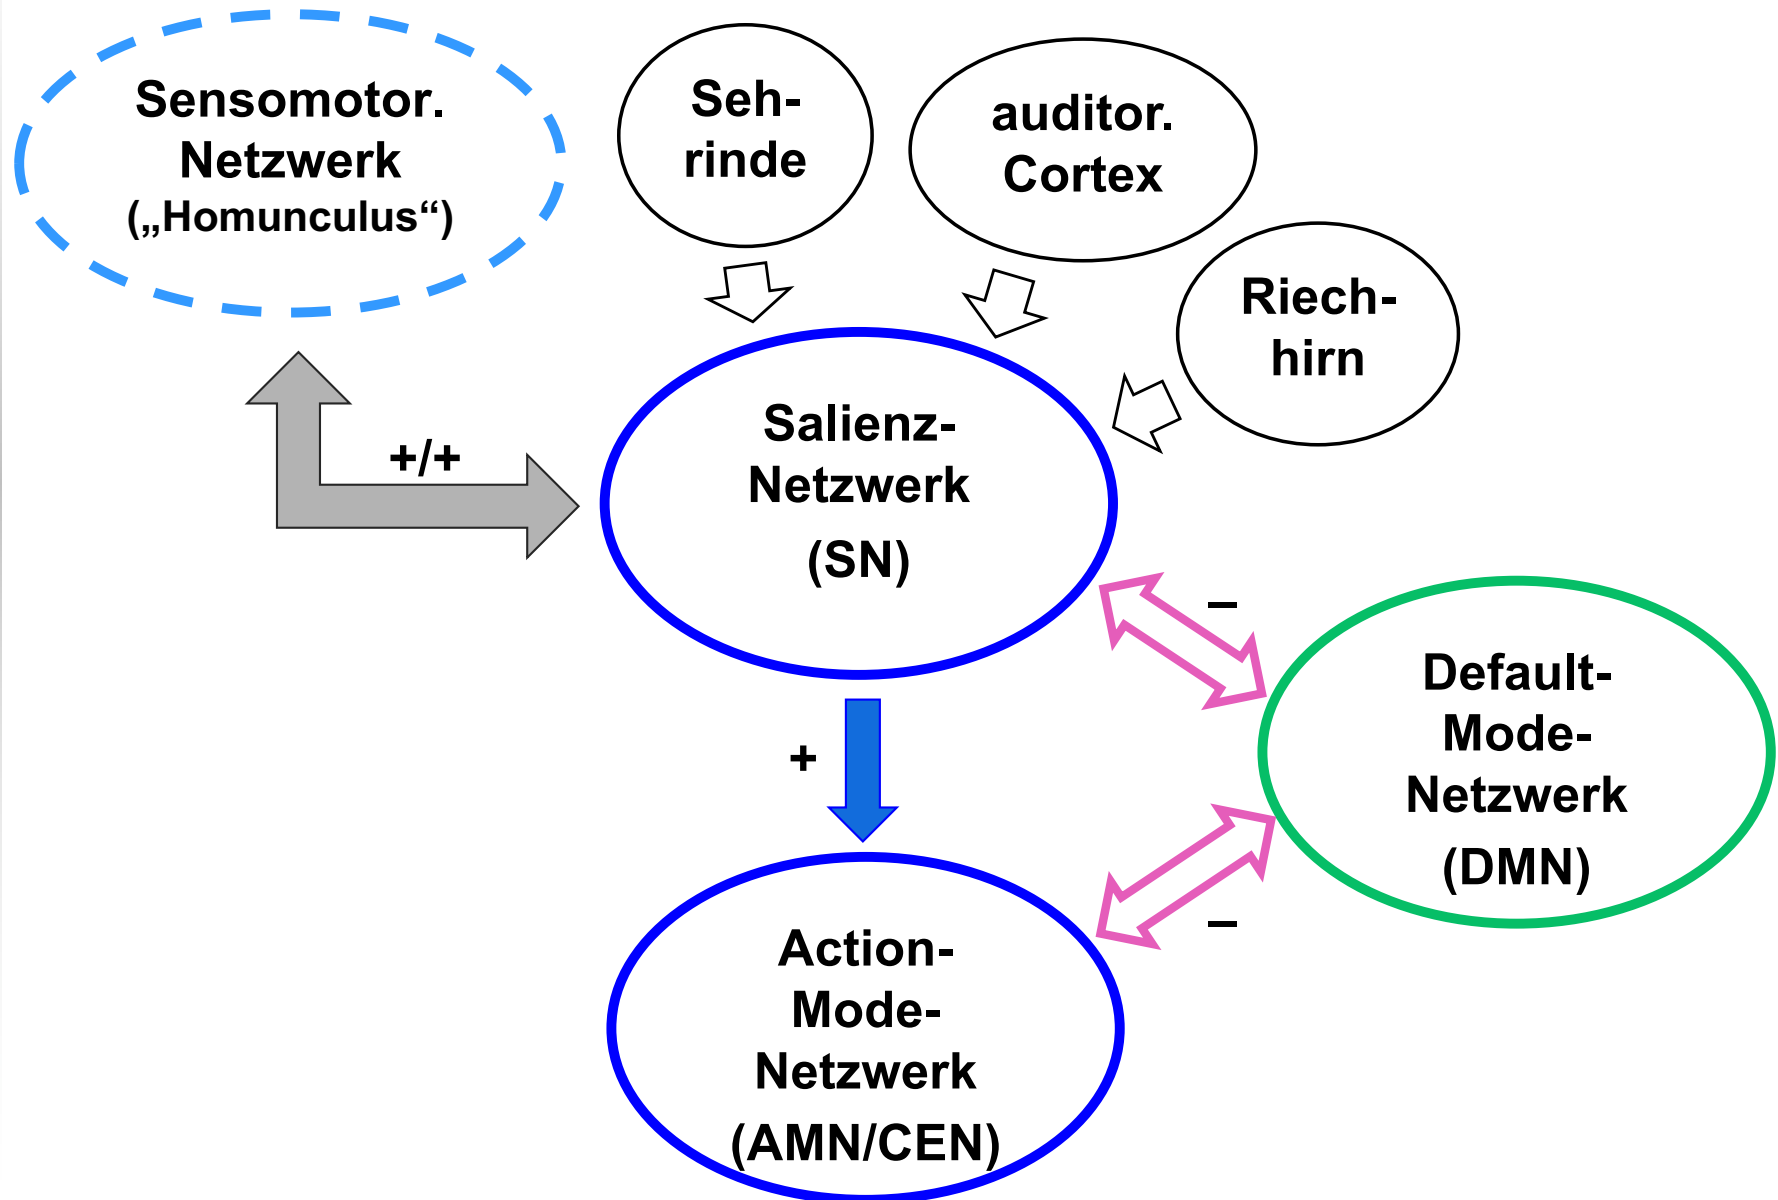 Sensomotor.
Netzwerk
(„Homunculus“)
Seh-
rinde
auditor.
Cortex
Riech-
hirn
+/+
Salienz-
Netzwerk
(SN)
–
Default-
Mode-
Netzwerk
(DMN)
+
–
Action-
Mode-
Netzwerk
(AMN/CEN)